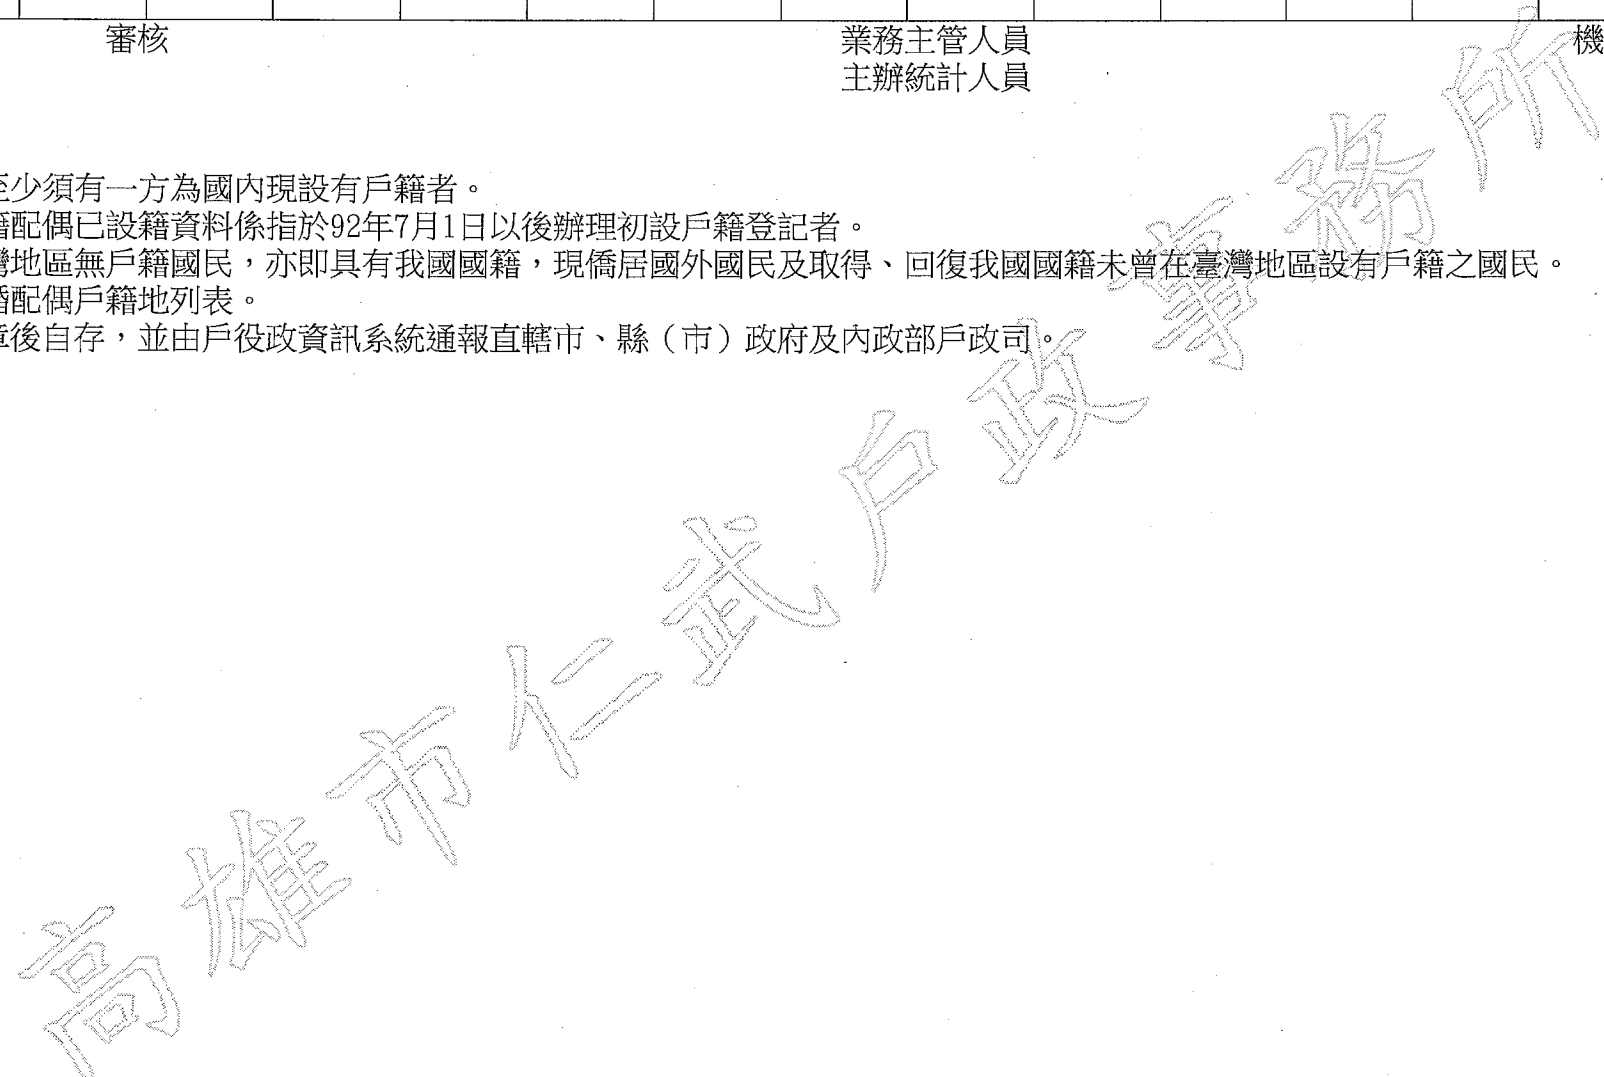 審核 業務主管人員 機
主辦統計人員
至少須有一方為國內現設有戶籍者。
籍配偶已設籍資料係指於92年7月1日以後辦理初設戶籍登記者。
灣地區無戶籍國民，亦即具有我國國籍，現僑居國外國民及取得、回復我國國籍未曾在臺灣地區設有戶籍之國民。
婚配偶戶籍地列表。
章後自存，並由戶役政資訊系統通報直轄市、縣（市）政府及內政部戶政司。
高雄市仁武戶政事務所